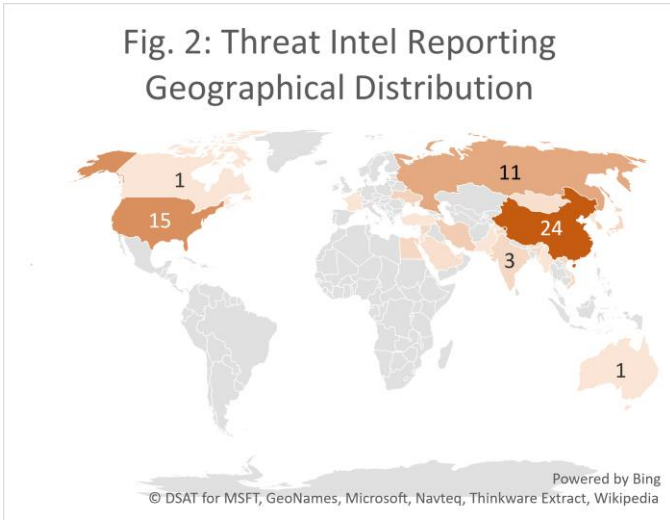 Fig. 2: Threat Intel Reporting
Geographical Distribution
1
11
15
24
3
1
Powered by Bing
© DSAT for MSFT, GeoNames, Microsoft, Navteq, Thinkware Extract, Wikipedia